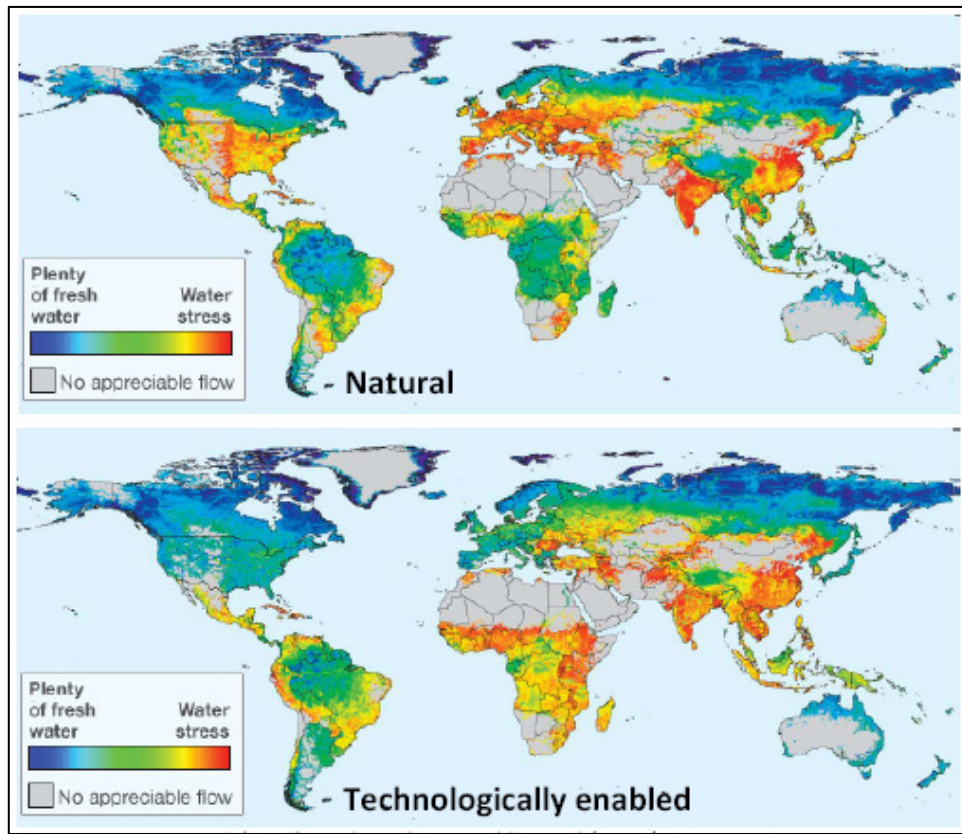 Plenty
of fresh
water
Water
stress
No appreciable flow
Natural
Plenty
of fresh
water
Water
stress
No appreciable flow
Technologically enabled